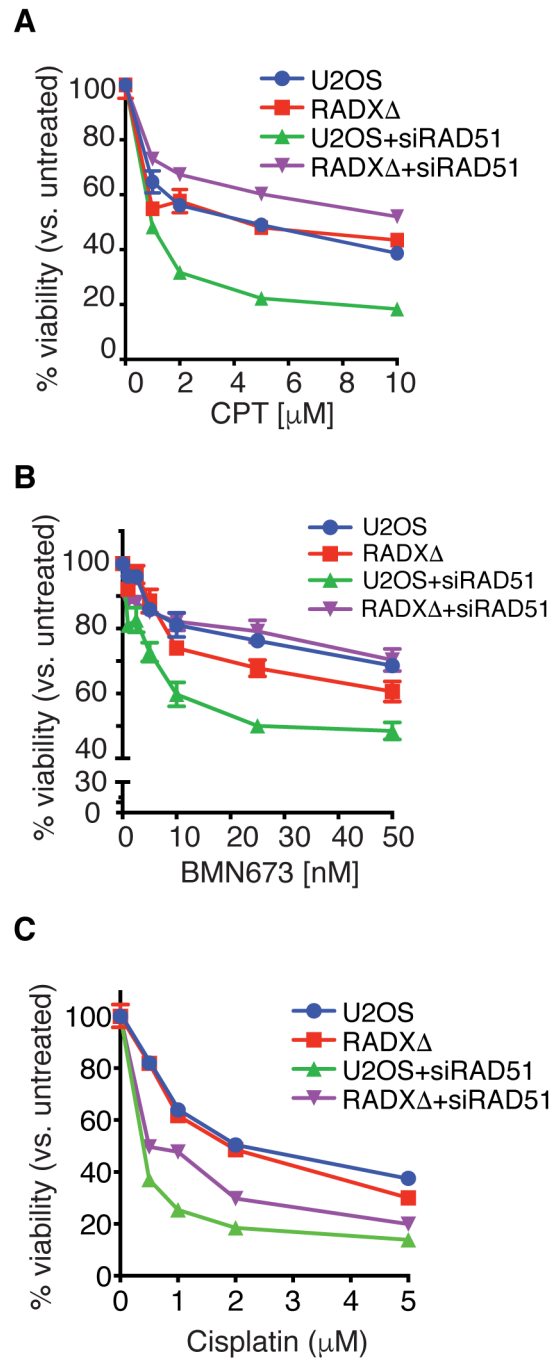 A
% viability (vs. untreated)
100
80
60
40
20
0
U2OS
RADXΔ
U2OS+siRAD51
RADXΔ+siRAD51
0 2 4 6 8 10
CPT [μM]
B
% viability (vs. untreated)
100
80
60
40
30
0
U2OS
RADXΔ
U2OS+siRAD51
RADXΔ+siRAD51
0 10 20 30 40 50
BMN673 [nM]
C
% viability (vs. untreated)
100
80
60
40
20
0
U2OS
RADXΔ
U2OS+siRAD51
RADXΔ+siRAD51
0 1 2 3 4 5
Cisplatin (μM)